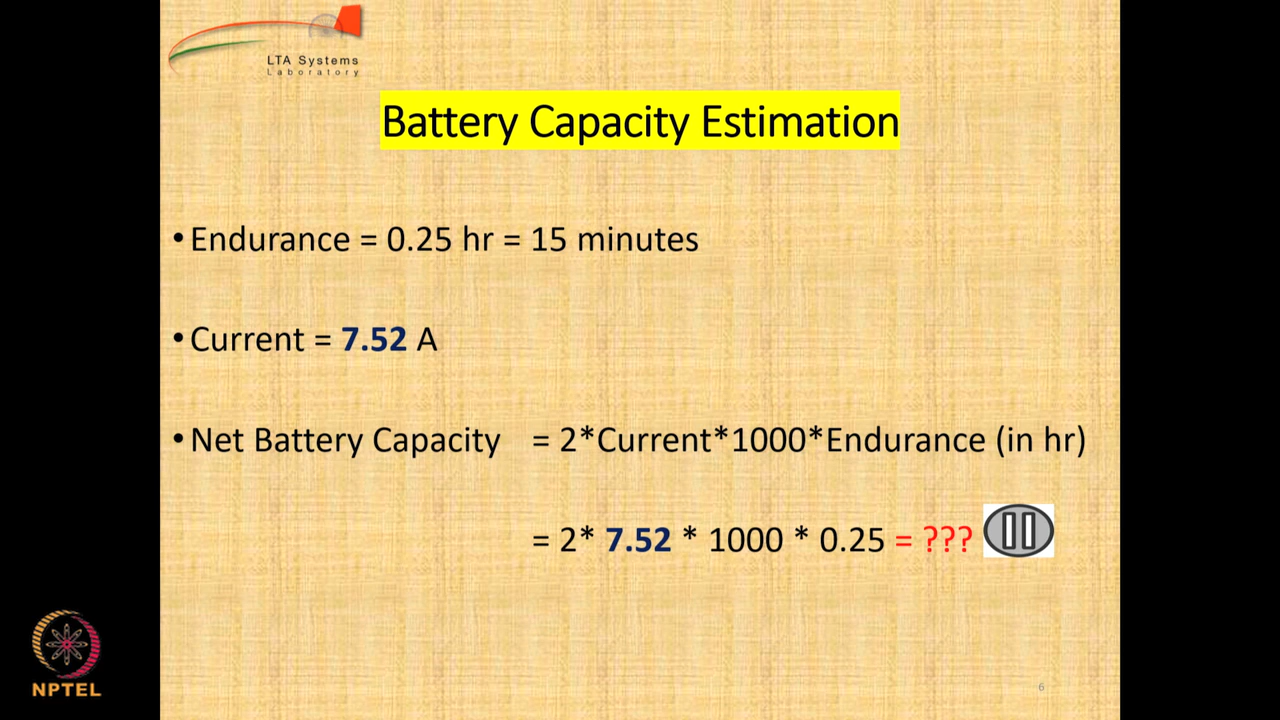 LTA Systems
Laboratory
Battery Capacity Estimation
• Endurance = 0.25 hr = 15 minutes
• Current = 7.52 A
• Net Battery Capacity = 2*Current*1000*Endurance (in hr)
= 2* 7.52 * 1000 * 0.25 = ???
NPTEL
6